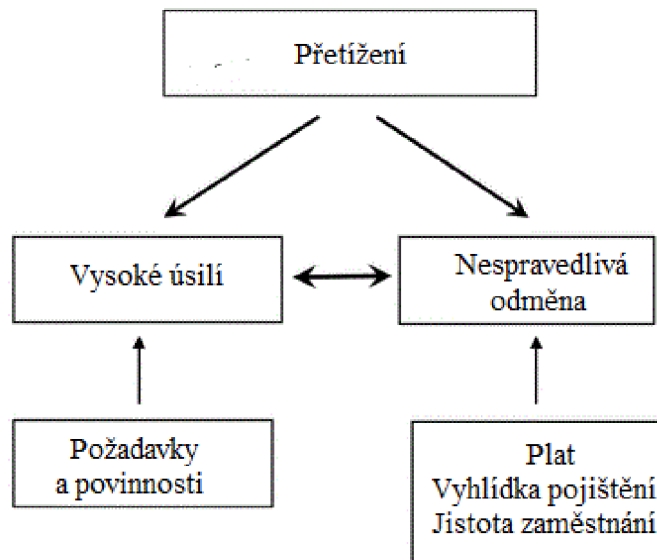 Přetížení
Vysoké úsilí
Nespravedlivá
odměna
Požadavky
a povinnosti
Plat
Vyhlídka pojištění
Jistota zaměstnání